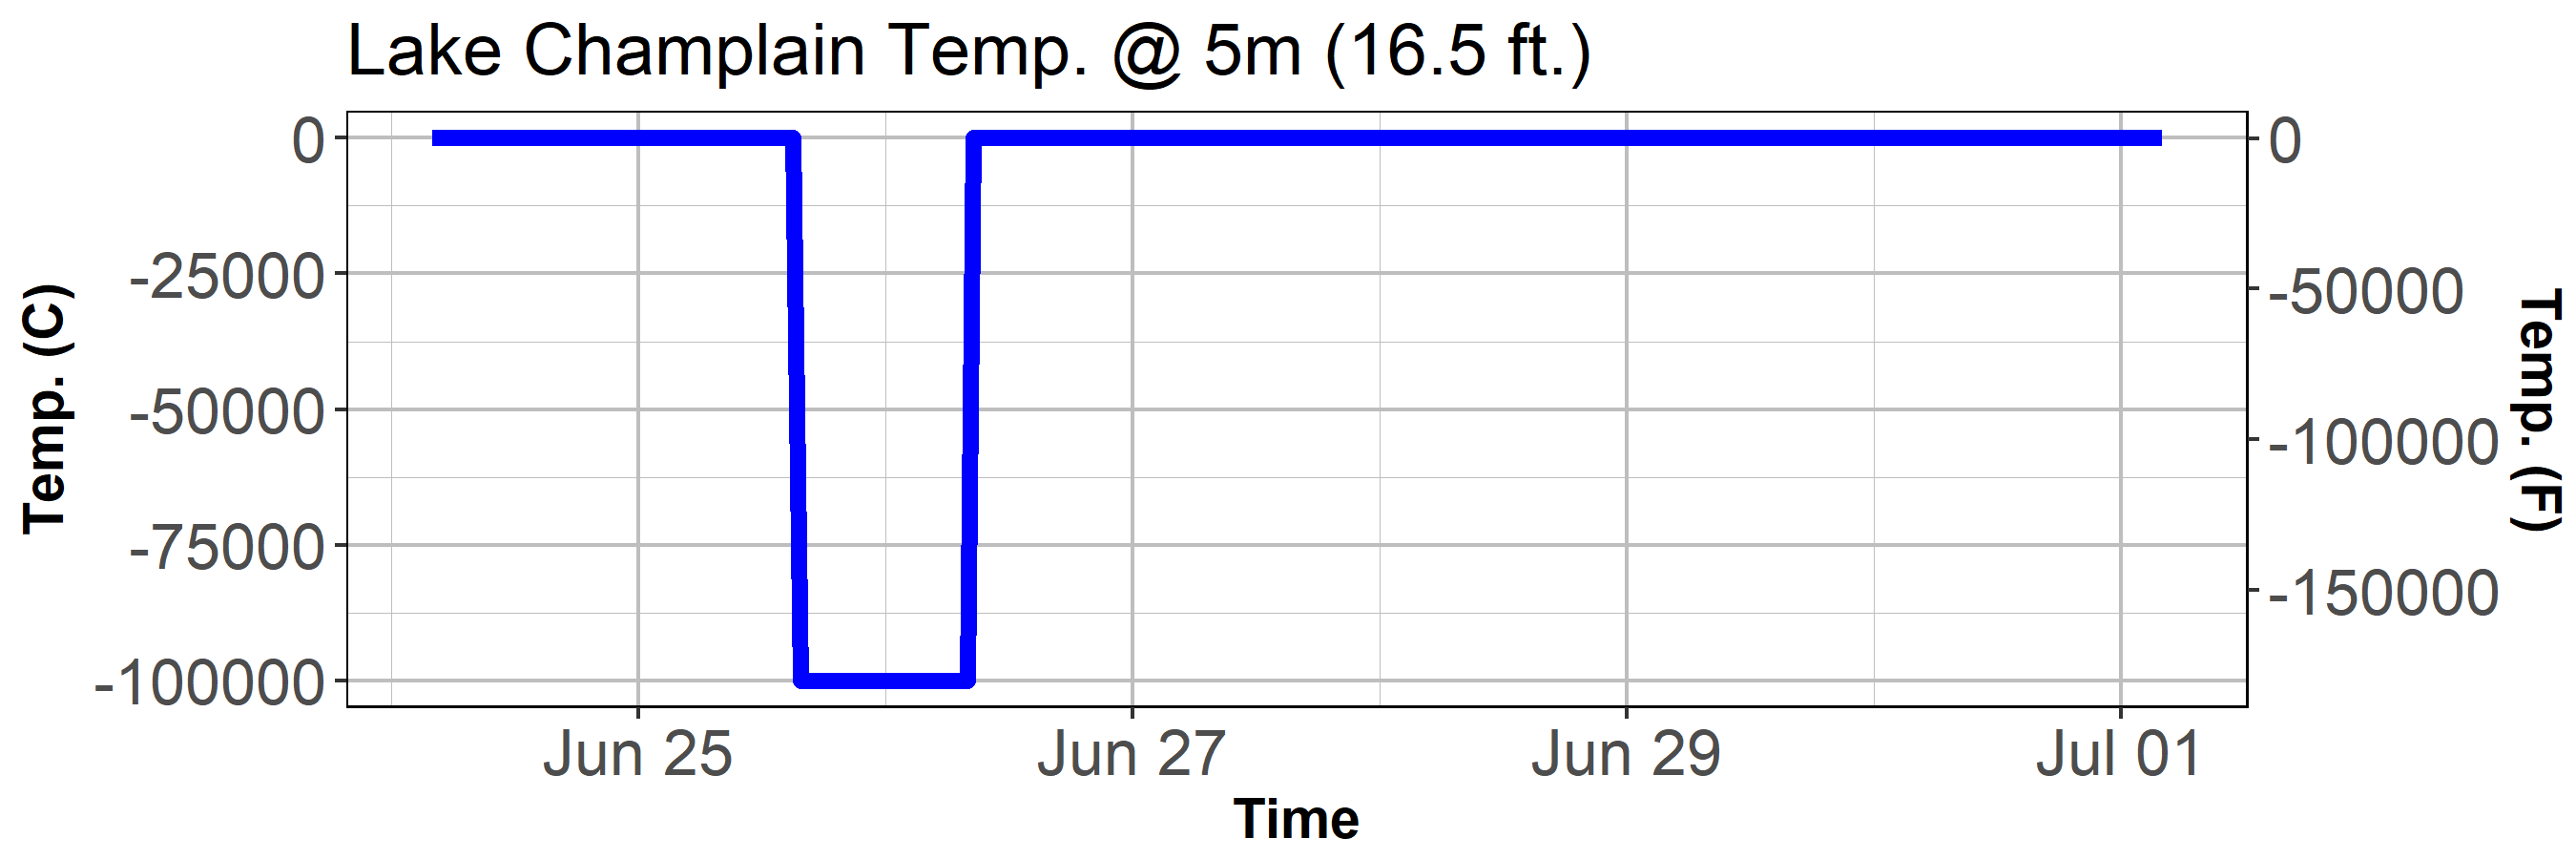 Lake Champlain Temp. @ 5m (16.5 ft.)
Temp. (C)
0
-25000
-50000
-75000
-100000
0
-50000
-100000
-150000
Temp. (F)
Jun 25
Jun 27
Jun 29
Jul 01
Time